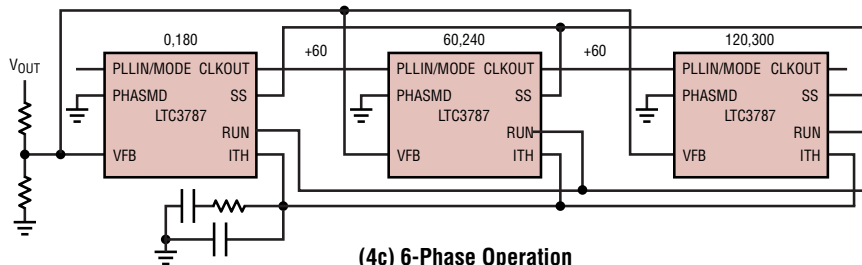 0,180
60,240
120,300
+60
+60
VOUT
PLLIN/MODE CLKOUT
PHASMD SS
LTC3787
RUN
VFB ITH
PLLIN/MODE CLKOUT
PHASMD SS
LTC3787
RUN
VFB ITH
PLLIN/MODE CLKOUT
PHASMD SS
LTC3787
RUN
VFB ITH
(4c) 6-Phase Operation